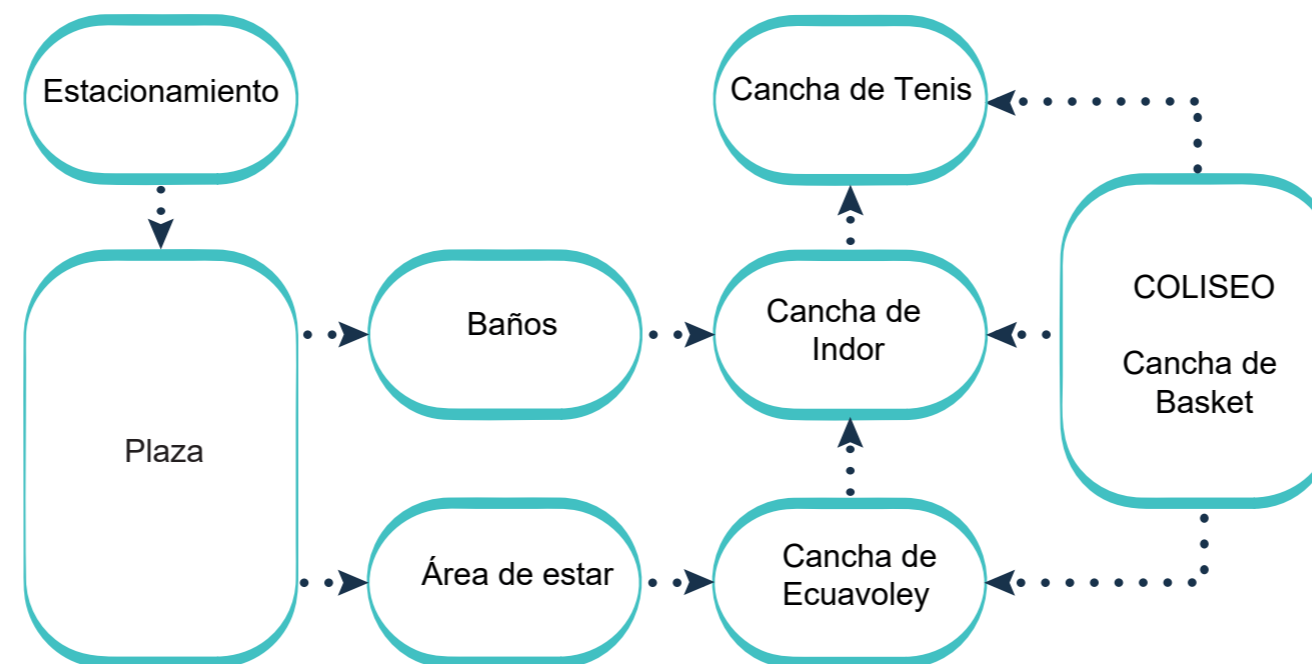 Estacionamiento
Cancha de Tenis
Baños
Cancha de
Indor
COLISEO
Cancha de
Basket
Plaza
Área de estar
Cancha de
Ecuavoley